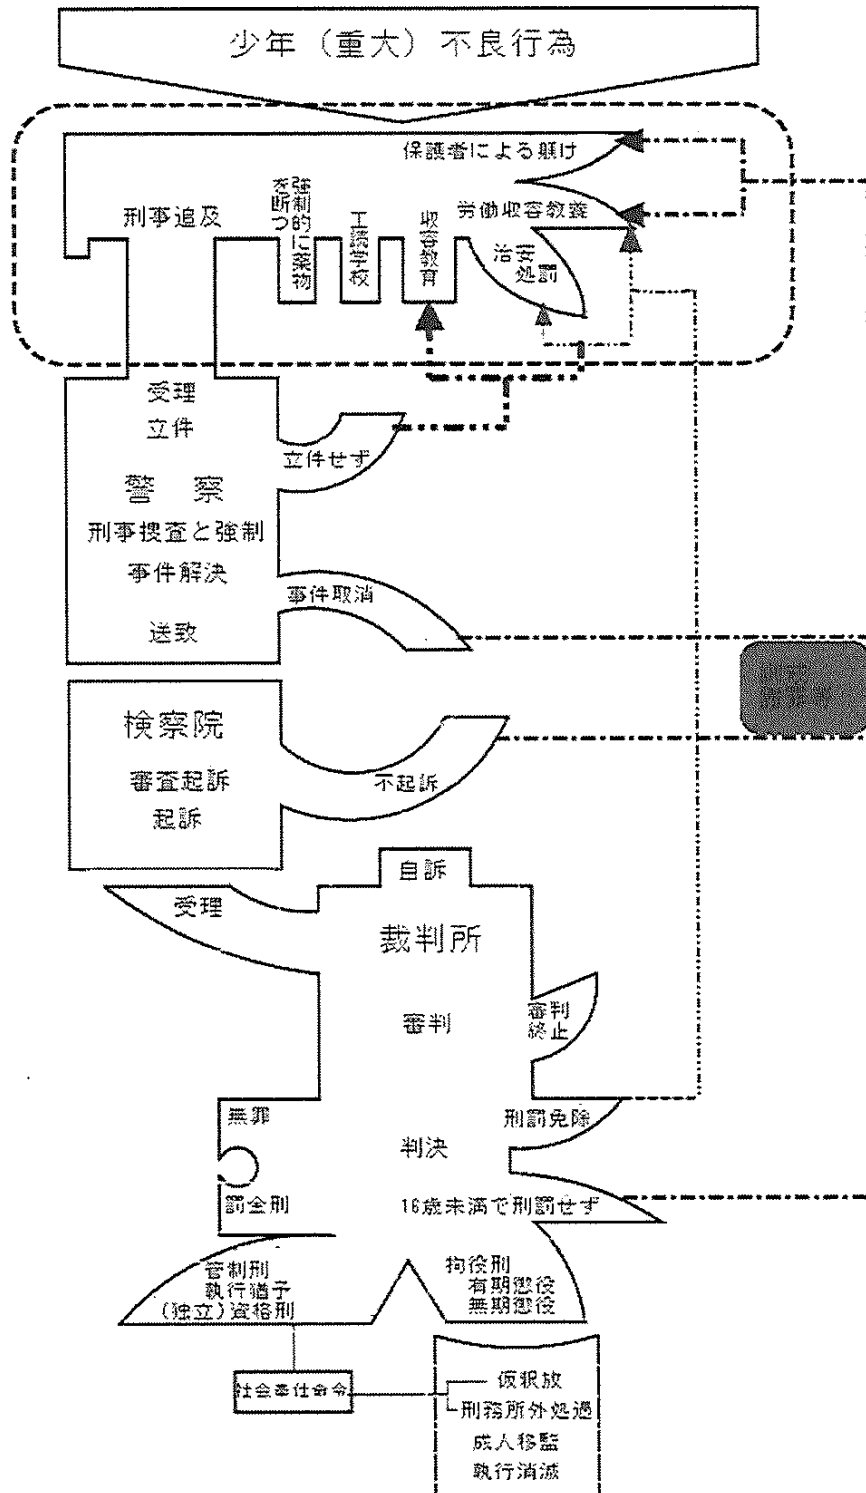 少年（重大）不良行為
保護者による躾け
刑事追及
強制的に薬物
を断つ
工読学校
収容教育
労働収容教養
治安
処罰
受理
立件
立件せず
警　察
刑事捜査と強制
事件解決
事件取消
送致
検察院
審査起訴
不起訴
起訴
自訴
受理
裁判所
審判
審判
終止
無罪
刑罰免除
判決
罰金刑
16歳未満で刑罰せず
管制刑
執行猶予
（独立）資格刑
拘役刑
有期懲役
無期懲役
社会奉仕命令
仮釈放
刑務所外処遇
成人移監
執行消滅